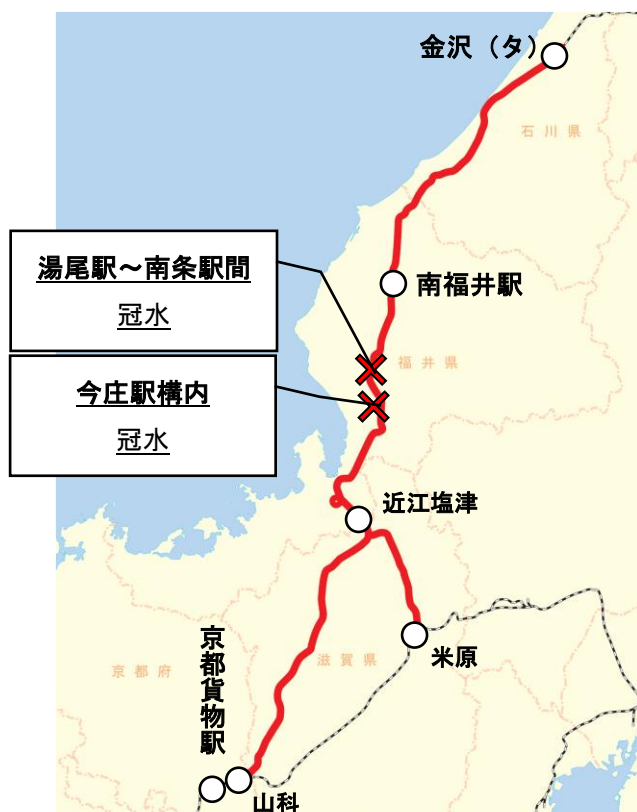 金沢（タ）
石川県
湯尾駅～南条駅間
冠水
南福井駅
福井県
今庄駅構内
冠水
近江塩津
京都貨物駅
米原
滋賀県
京都府
山科